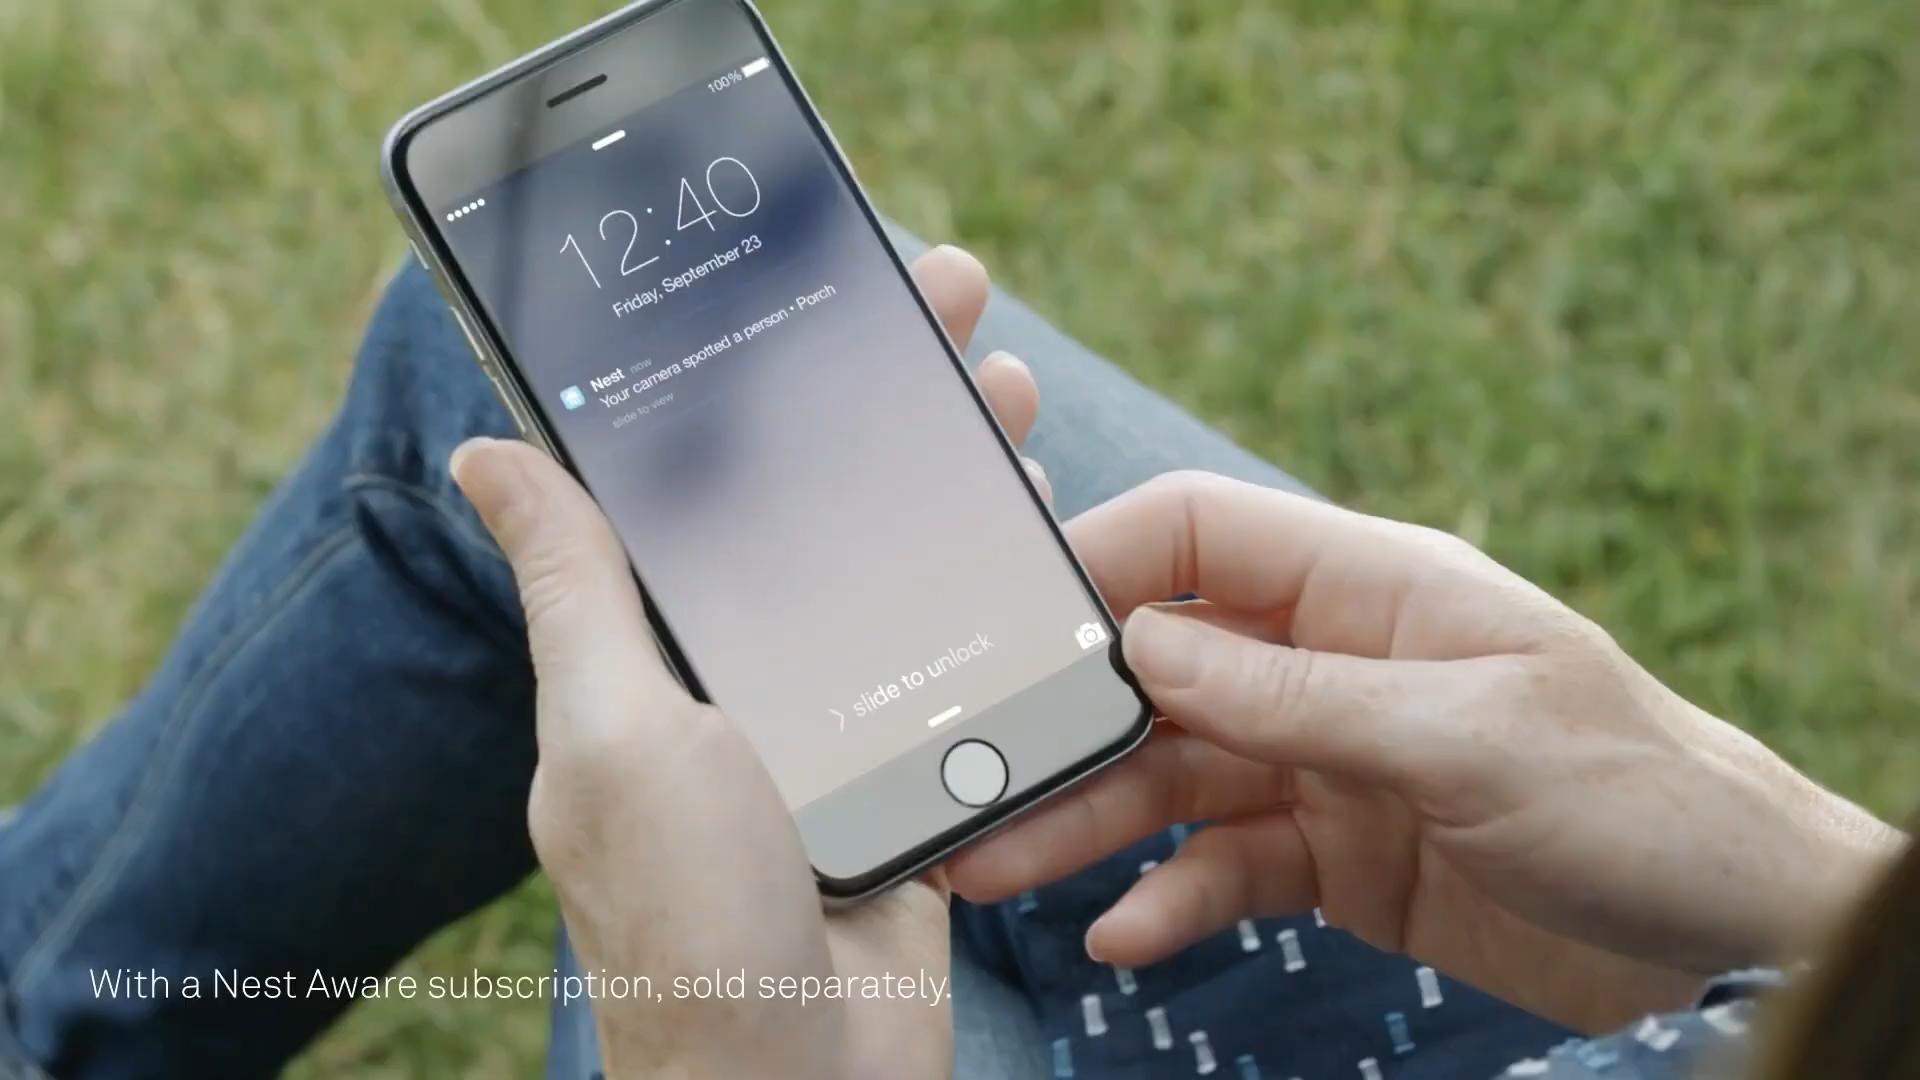 100%
12:40
Friday, September 23
Nest now
Your camera spotted a person • Porch
slide to view
> slide to unlock
With a Nest Aware subscription, sold separately.